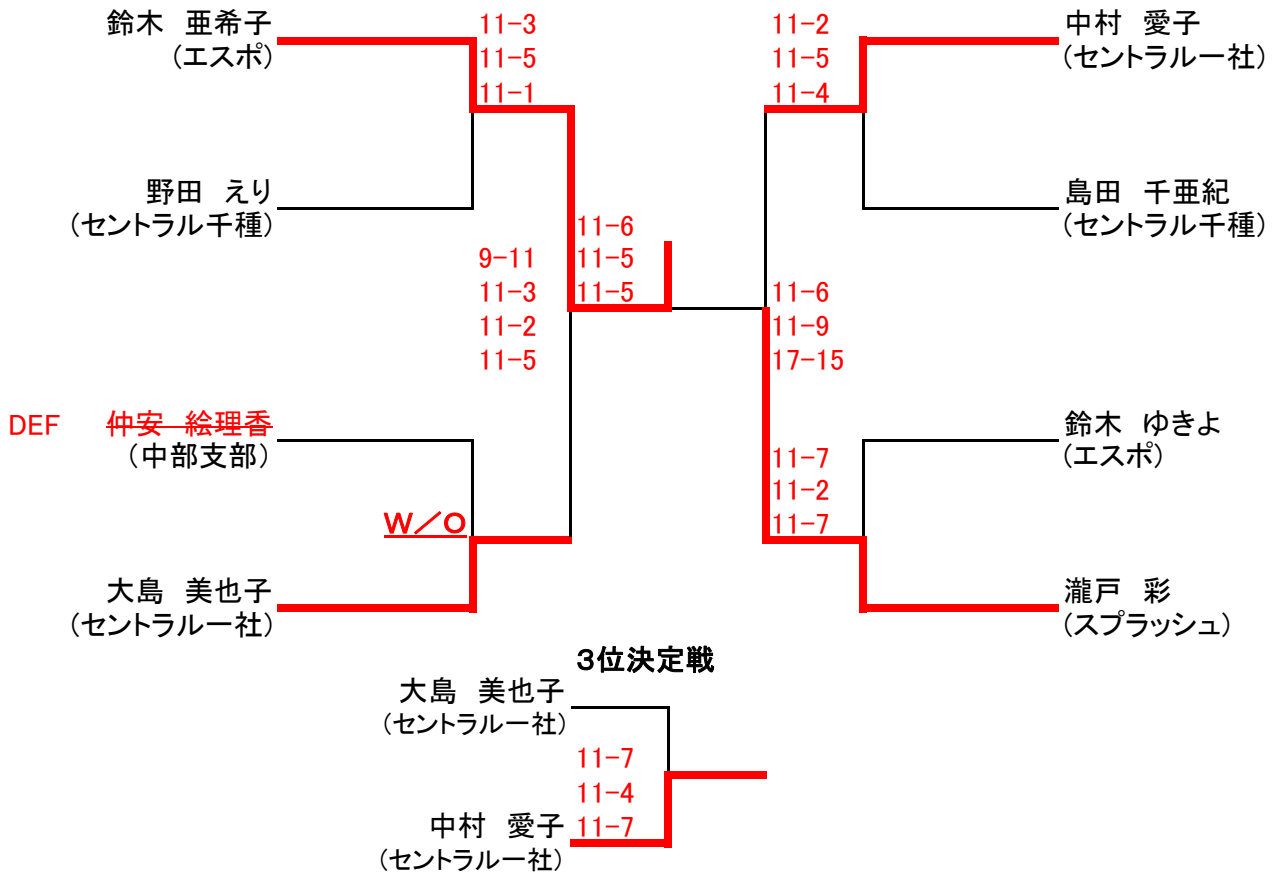 鈴木　亜希子
(エスポ)
11-3
11-5
11-1
野田　えり
(セントラル千種)
9-11
11-3
11-2
11-5
11-6
11-5
11-5
DEF　仲安　絵理香
(中部支部)
W／O
大島　美也子
(セントラル一社)
11-2
11-5
11-4
中村 愛子
(セントラル一社)
島田　千亜紀
(セントラル千種)
11-6
11-9
17-15
鈴木　ゆきよ
(エスポ)
11-7
11-2
11-7
瀧戸　彩
(スプラッシュ)
３位決定戦
大島　美也子
(セントラル一社)
11-7
11-4
11-7
中村　愛子
(セントラル一社)